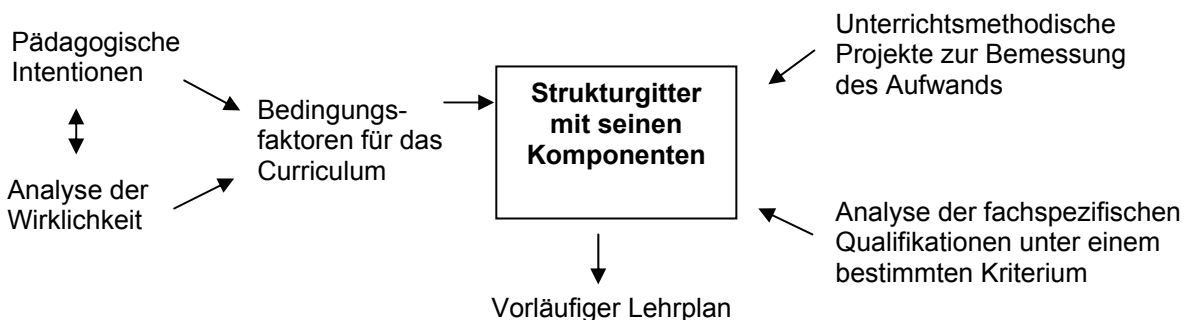 Pädagogische
Intentionen
Analyse der
Wirklichkeit
Bedingungs-
faktoren für das
Curriculum
Strukturgitter
mit seinen
Komponenten
Unterrichtsmethodische
Projekte zur Bemessung
des Aufwands
Analyse der fachspezifischen
Qualifikationen unter einem
bestimmten Kriterium
Vorläufiger Lehrplan